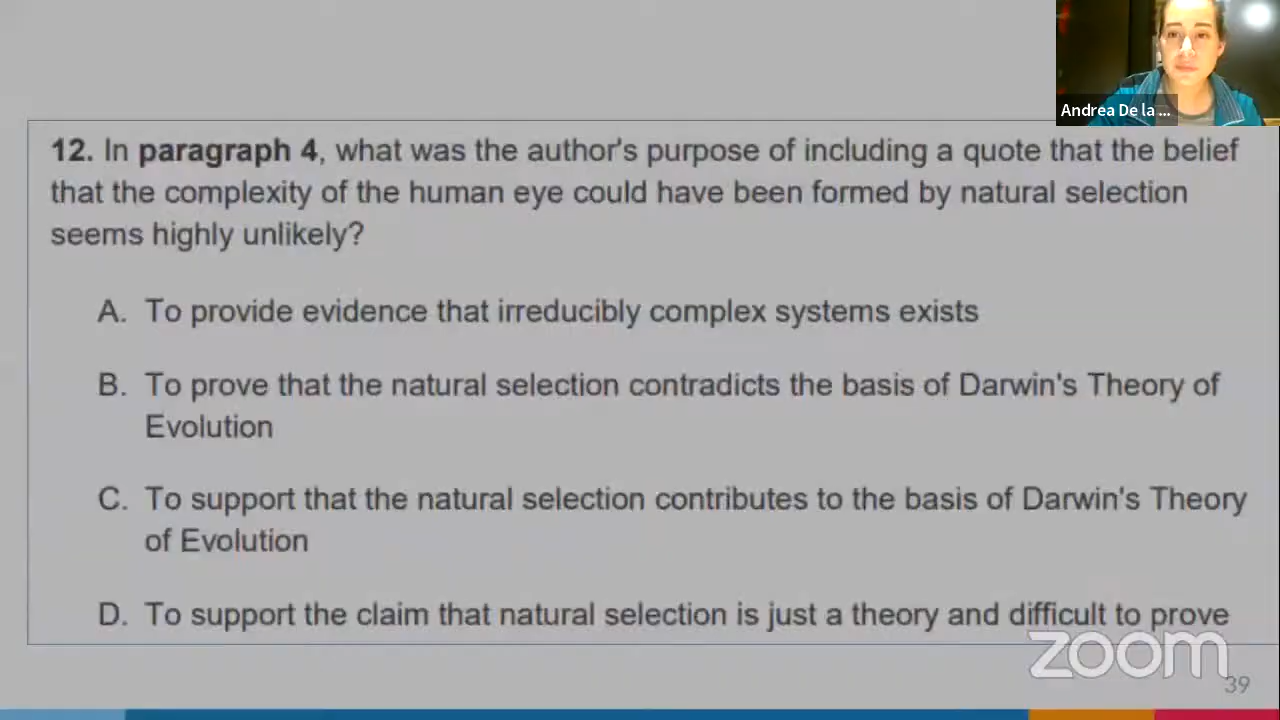 Andrea De la ...
12. In paragraph 4, what was the author's purpose of including a quote that the belief
that the complexity of the human eye could have been formed by natural selection
seems highly unlikely?
A. To provide evidence that irreducibly complex systems exists
B. To prove that the natural selection contradicts the basis of Darwin's Theory of
Evolution
C. To support that the natural selection contributes to the basis of Darwin's Theory
of Evolution
D. To support the claim that natural selection is just a theory and difficult to prove
zoom
39